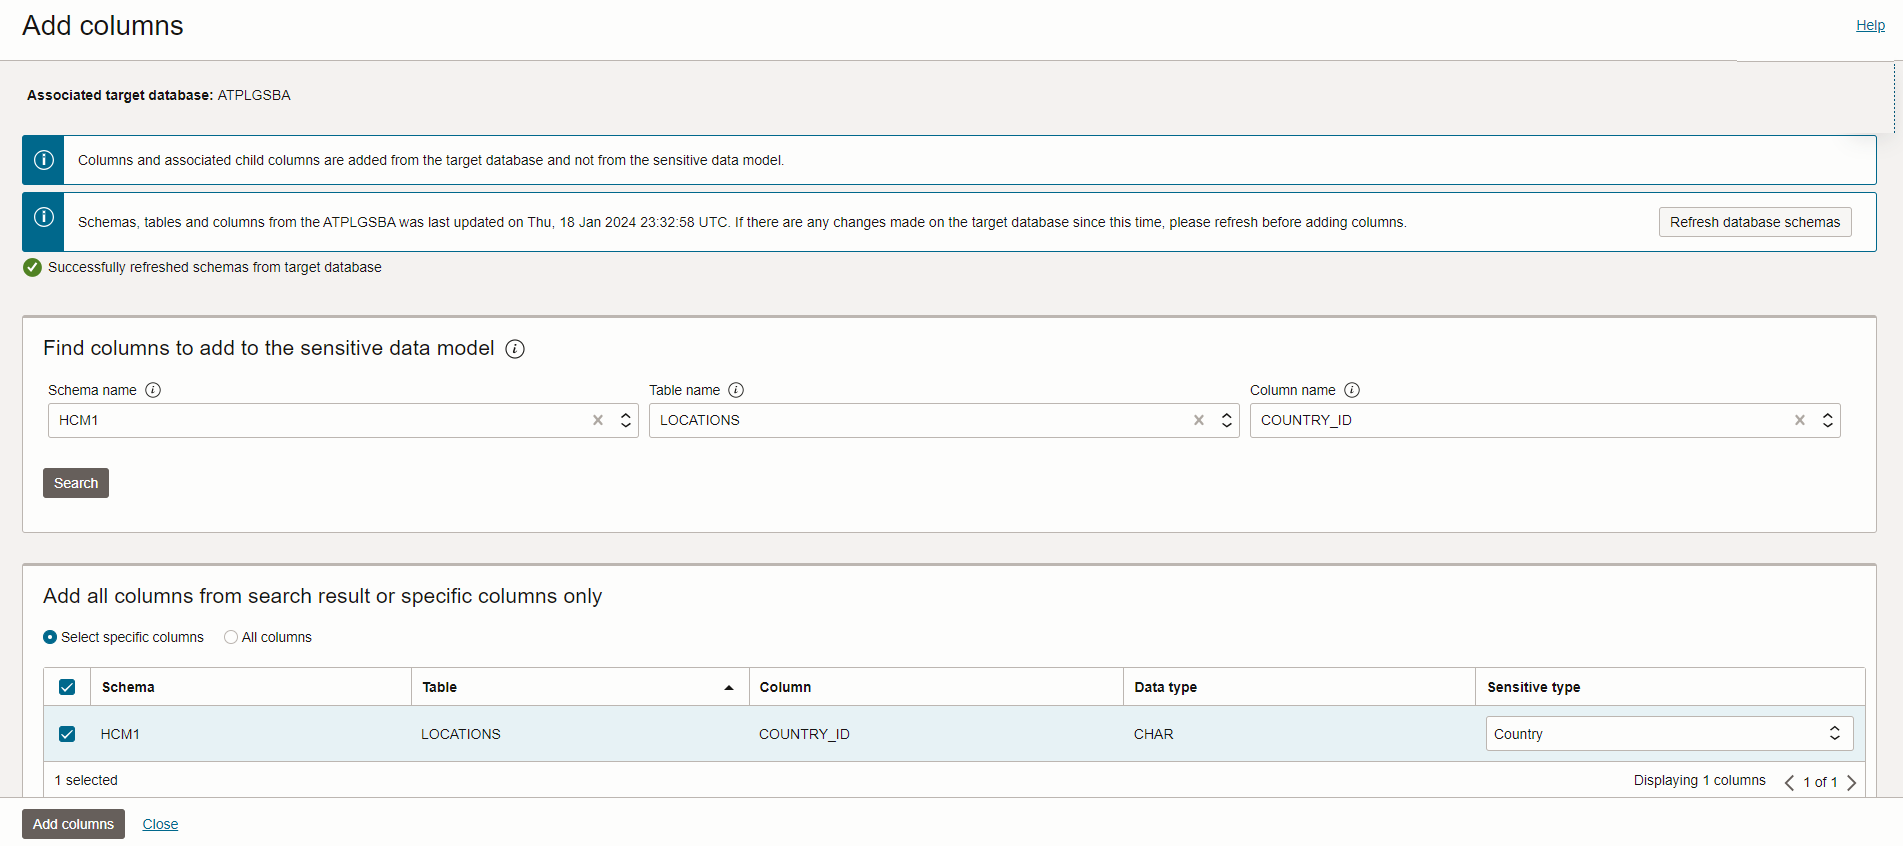 Add columns
Help
Associated target database: ATPLGSBA
Columns and associated child columns are added from the target database and not from the sensitive data model.
Schemas, tables and columns from the ATPLGSBA was last updated on Thu, 18 Jan 2024 23:32:58 UTC. If there are any changes made on the target database since this time, please refresh before adding columns.
Refresh database schemas
Successfully refreshed schemas from target database
Find columns to add to the sensitive data model
Schema name Table name Column name
HCM1 LOCATIONS COUNTRY_ID
Search
Add all columns from search result or specific columns only
Select specific columns All columns
Schema Table Column Data type Sensitive type
HCM1 LOCATIONS COUNTRY_ID CHAR Country
1 selected Displaying 1 columns 1 of 1
Add columns Close